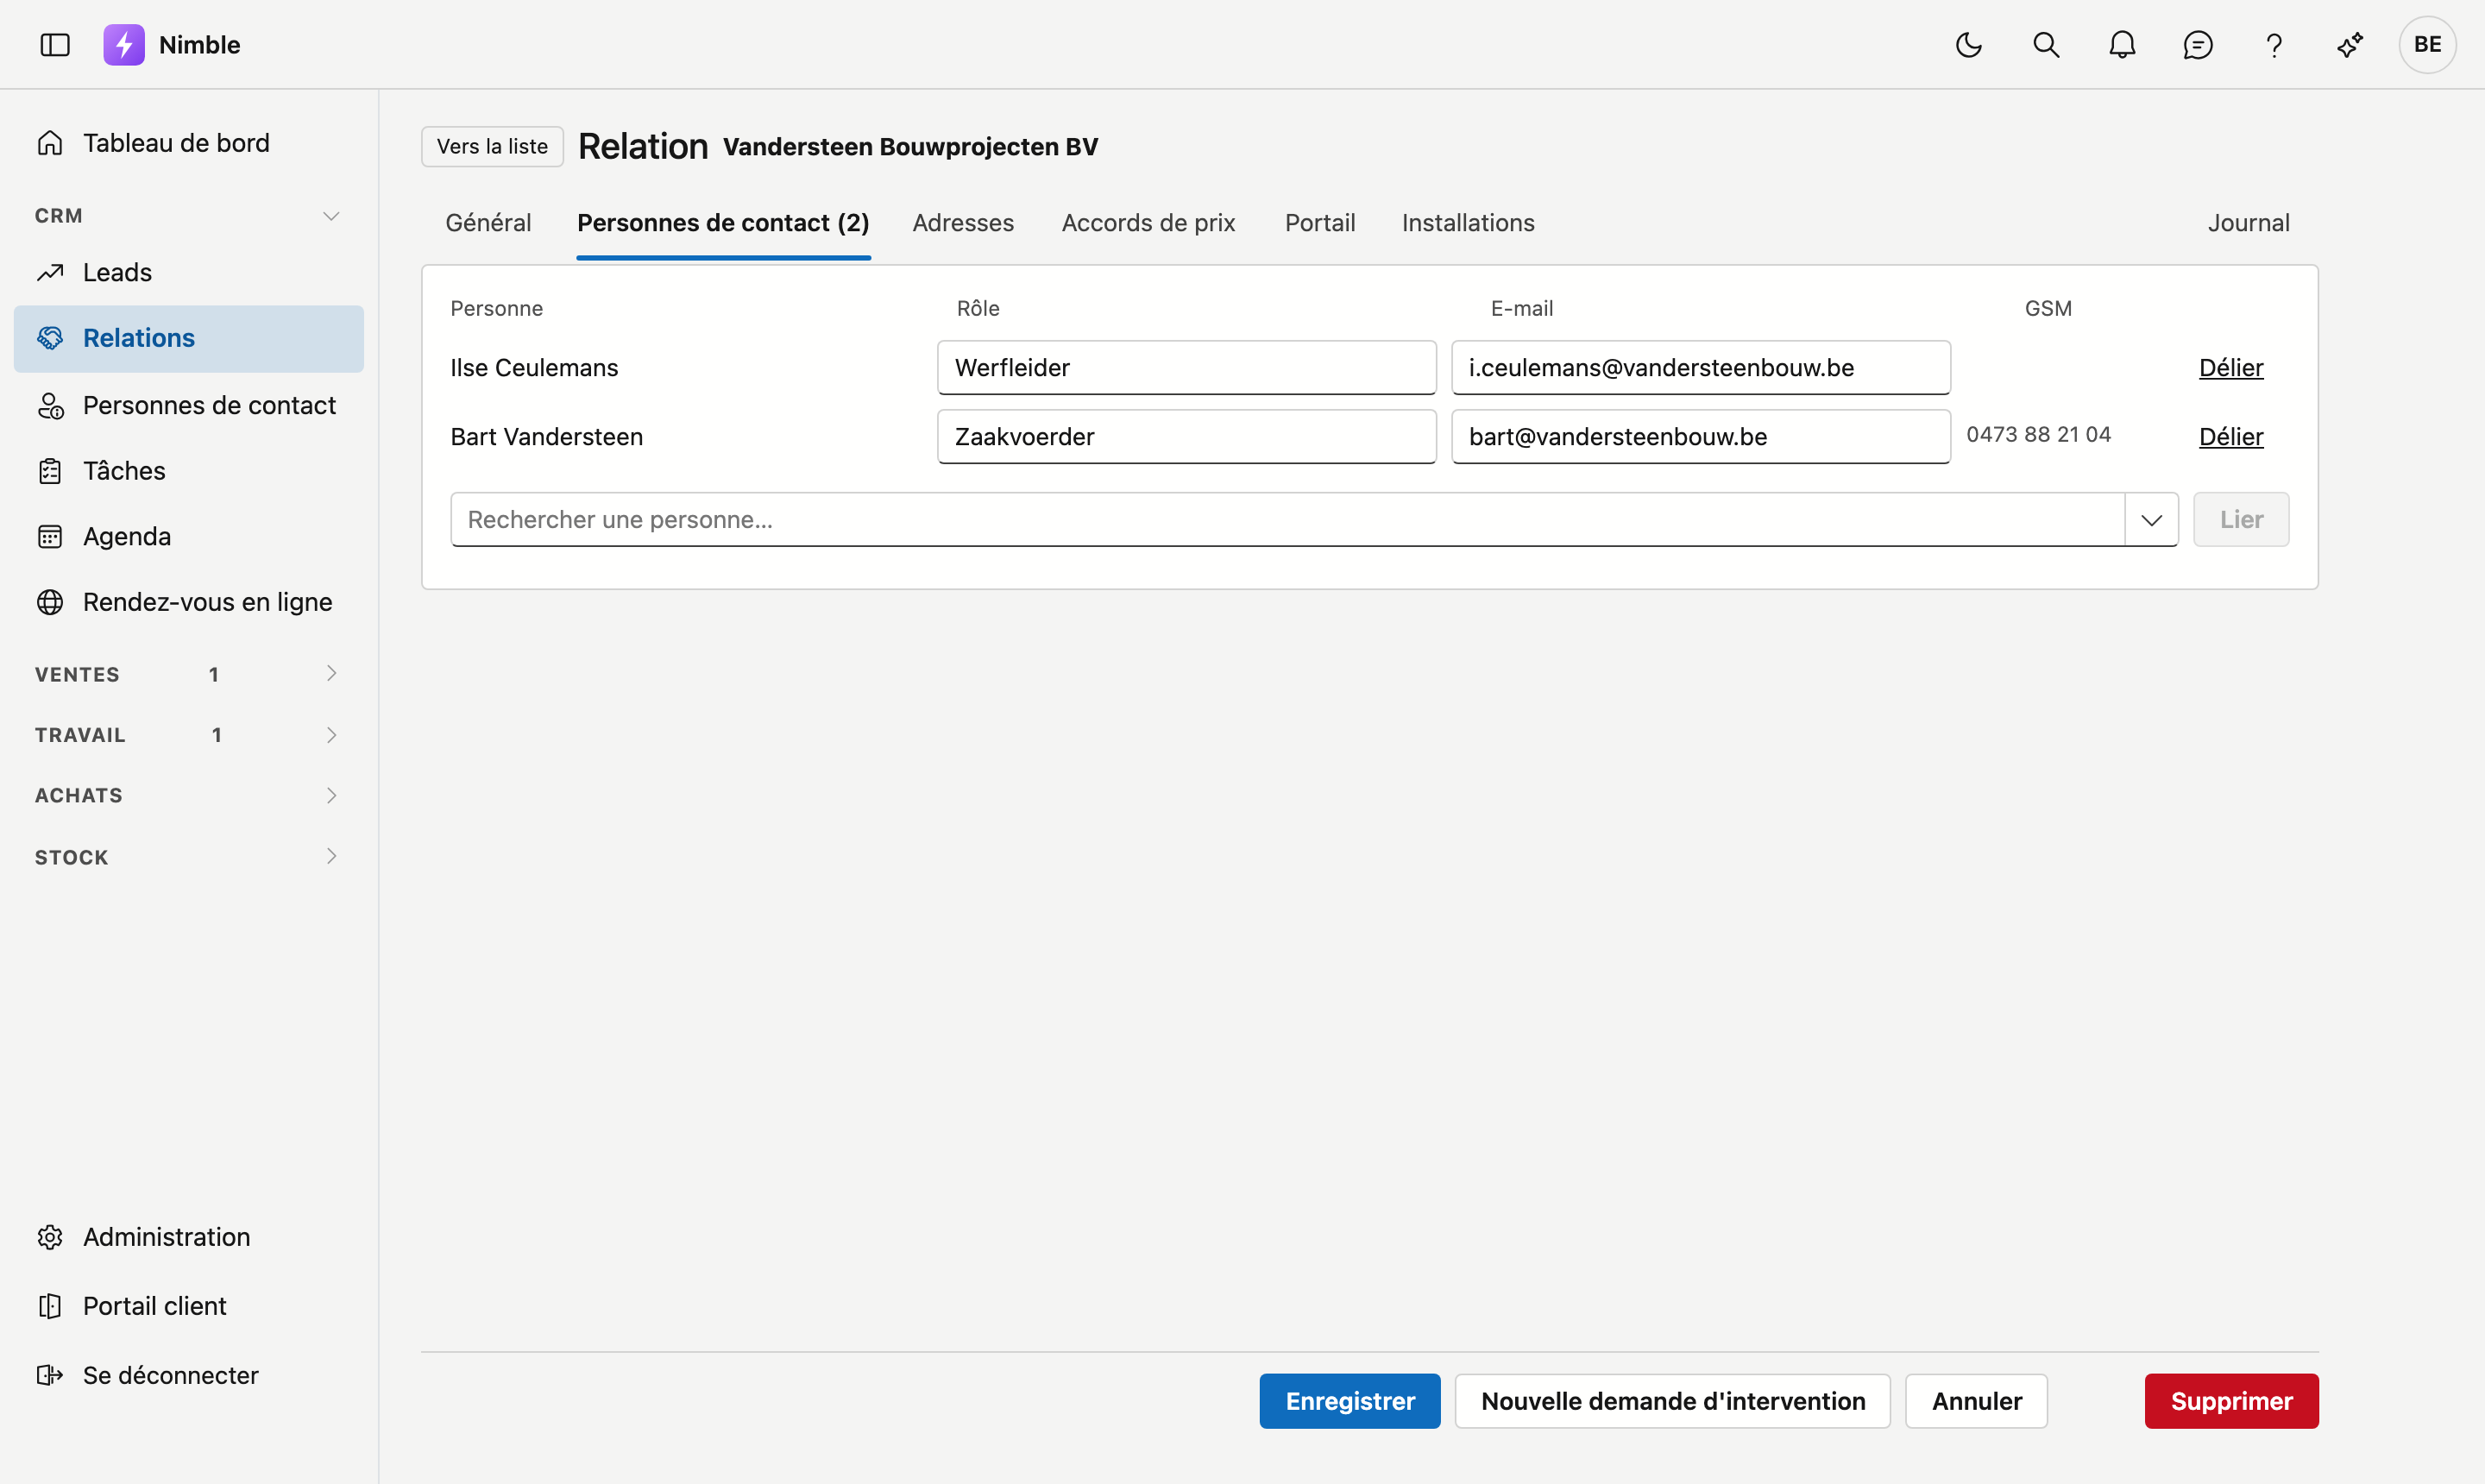 Nimble
BE
Tableau de bord
CRM
Leads
Relations
Personnes de contact
Tâches
Agenda
Rendez-vous en ligne
VENTES 1
TRAVAIL 1
ACHATS
STOCK
Administration
Portail client
Se déconnecter
Vers la liste Relation Vandersteen Bouwprojecten BV
Général Personnes de contact (2) Adresses Accords de prix Portail Installations Journal
Personne Rôle E-mail GSM
Ilse Ceulemans Werfleider i.ceulemans@vandersteenbouw.be Délier
Bart Vandersteen Zaakvoerder bart@vandersteenbouw.be 0473 88 21 04 Délier
Rechercher une personne... Lier
Enregistrer Nouvelle demande d'intervention Annuler Supprimer